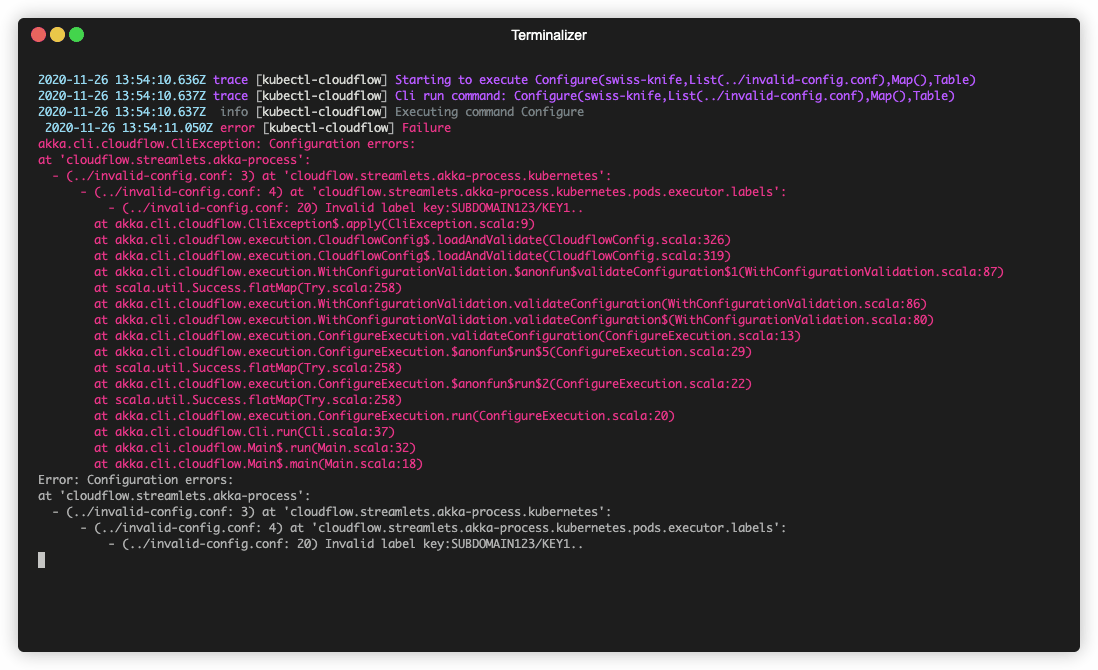 Terminalizer
2020-11-26 13:54:10.636Z trace [kubectl-cloudflow] Starting to execute Configure(swiss-knife,List(../invalid-config.conf),Map(),Table)
2020-11-26 13:54:10.637Z trace [kubectl-cloudflow] Cli run command: Configure(swiss-knife,List(../invalid-config.conf),Map(),Table)
2020-11-26 13:54:10.637Z  info [kubectl-cloudflow] Executing command Configure
 2020-11-26 13:54:11.050Z error [kubectl-cloudflow] Failure
akka.cli.cloudflow.CliException: Configuration errors:
at 'cloudflow.streamlets.akka-process':
  - (../invalid-config.conf: 3) at 'cloudflow.streamlets.akka-process.kubernetes':
      - (../invalid-config.conf: 4) at 'cloudflow.streamlets.akka-process.kubernetes.pods.executor.labels':
          - (../invalid-config.conf: 20) Invalid label key:SUBDOMAIN123/KEY1..
        at akka.cli.cloudflow.CliException$.apply(CliException.scala:9)
        at akka.cli.cloudflow.execution.CloudflowConfig$.loadAndValidate(CloudflowConfig.scala:326)
        at akka.cli.cloudflow.execution.CloudflowConfig$.loadAndValidate(CloudflowConfig.scala:319)
        at akka.cli.cloudflow.execution.WithConfigurationValidation.$anonfun$validateConfiguration$1(WithConfigurationValidation.scala:87)
        at scala.util.Success.flatMap(Try.scala:258)
        at akka.cli.cloudflow.execution.WithConfigurationValidation.validateConfiguration(WithConfigurationValidation.scala:86)
        at akka.cli.cloudflow.execution.WithConfigurationValidation.validateConfiguration$(WithConfigurationValidation.scala:80)
        at akka.cli.cloudflow.execution.ConfigureExecution.validateConfiguration(ConfigureExecution.scala:13)
        at akka.cli.cloudflow.execution.ConfigureExecution.$anonfun$run$5(ConfigureExecution.scala:29)
        at scala.util.Success.flatMap(Try.scala:258)
        at akka.cli.cloudflow.execution.ConfigureExecution.$anonfun$run$2(ConfigureExecution.scala:22)
        at scala.util.Success.flatMap(Try.scala:258)
        at akka.cli.cloudflow.execution.ConfigureExecution.run(ConfigureExecution.scala:20)
        at akka.cli.cloudflow.Cli.run(Cli.scala:37)
        at akka.cli.cloudflow.Main$.run(Main.scala:32)
        at akka.cli.cloudflow.Main$.main(Main.scala:18)
Error: Configuration errors:
at 'cloudflow.streamlets.akka-process':
  - (../invalid-config.conf: 3) at 'cloudflow.streamlets.akka-process.kubernetes':
      - (../invalid-config.conf: 4) at 'cloudflow.streamlets.akka-process.kubernetes.pods.executor.labels':
          - (../invalid-config.conf: 20) Invalid label key:SUBDOMAIN123/KEY1..